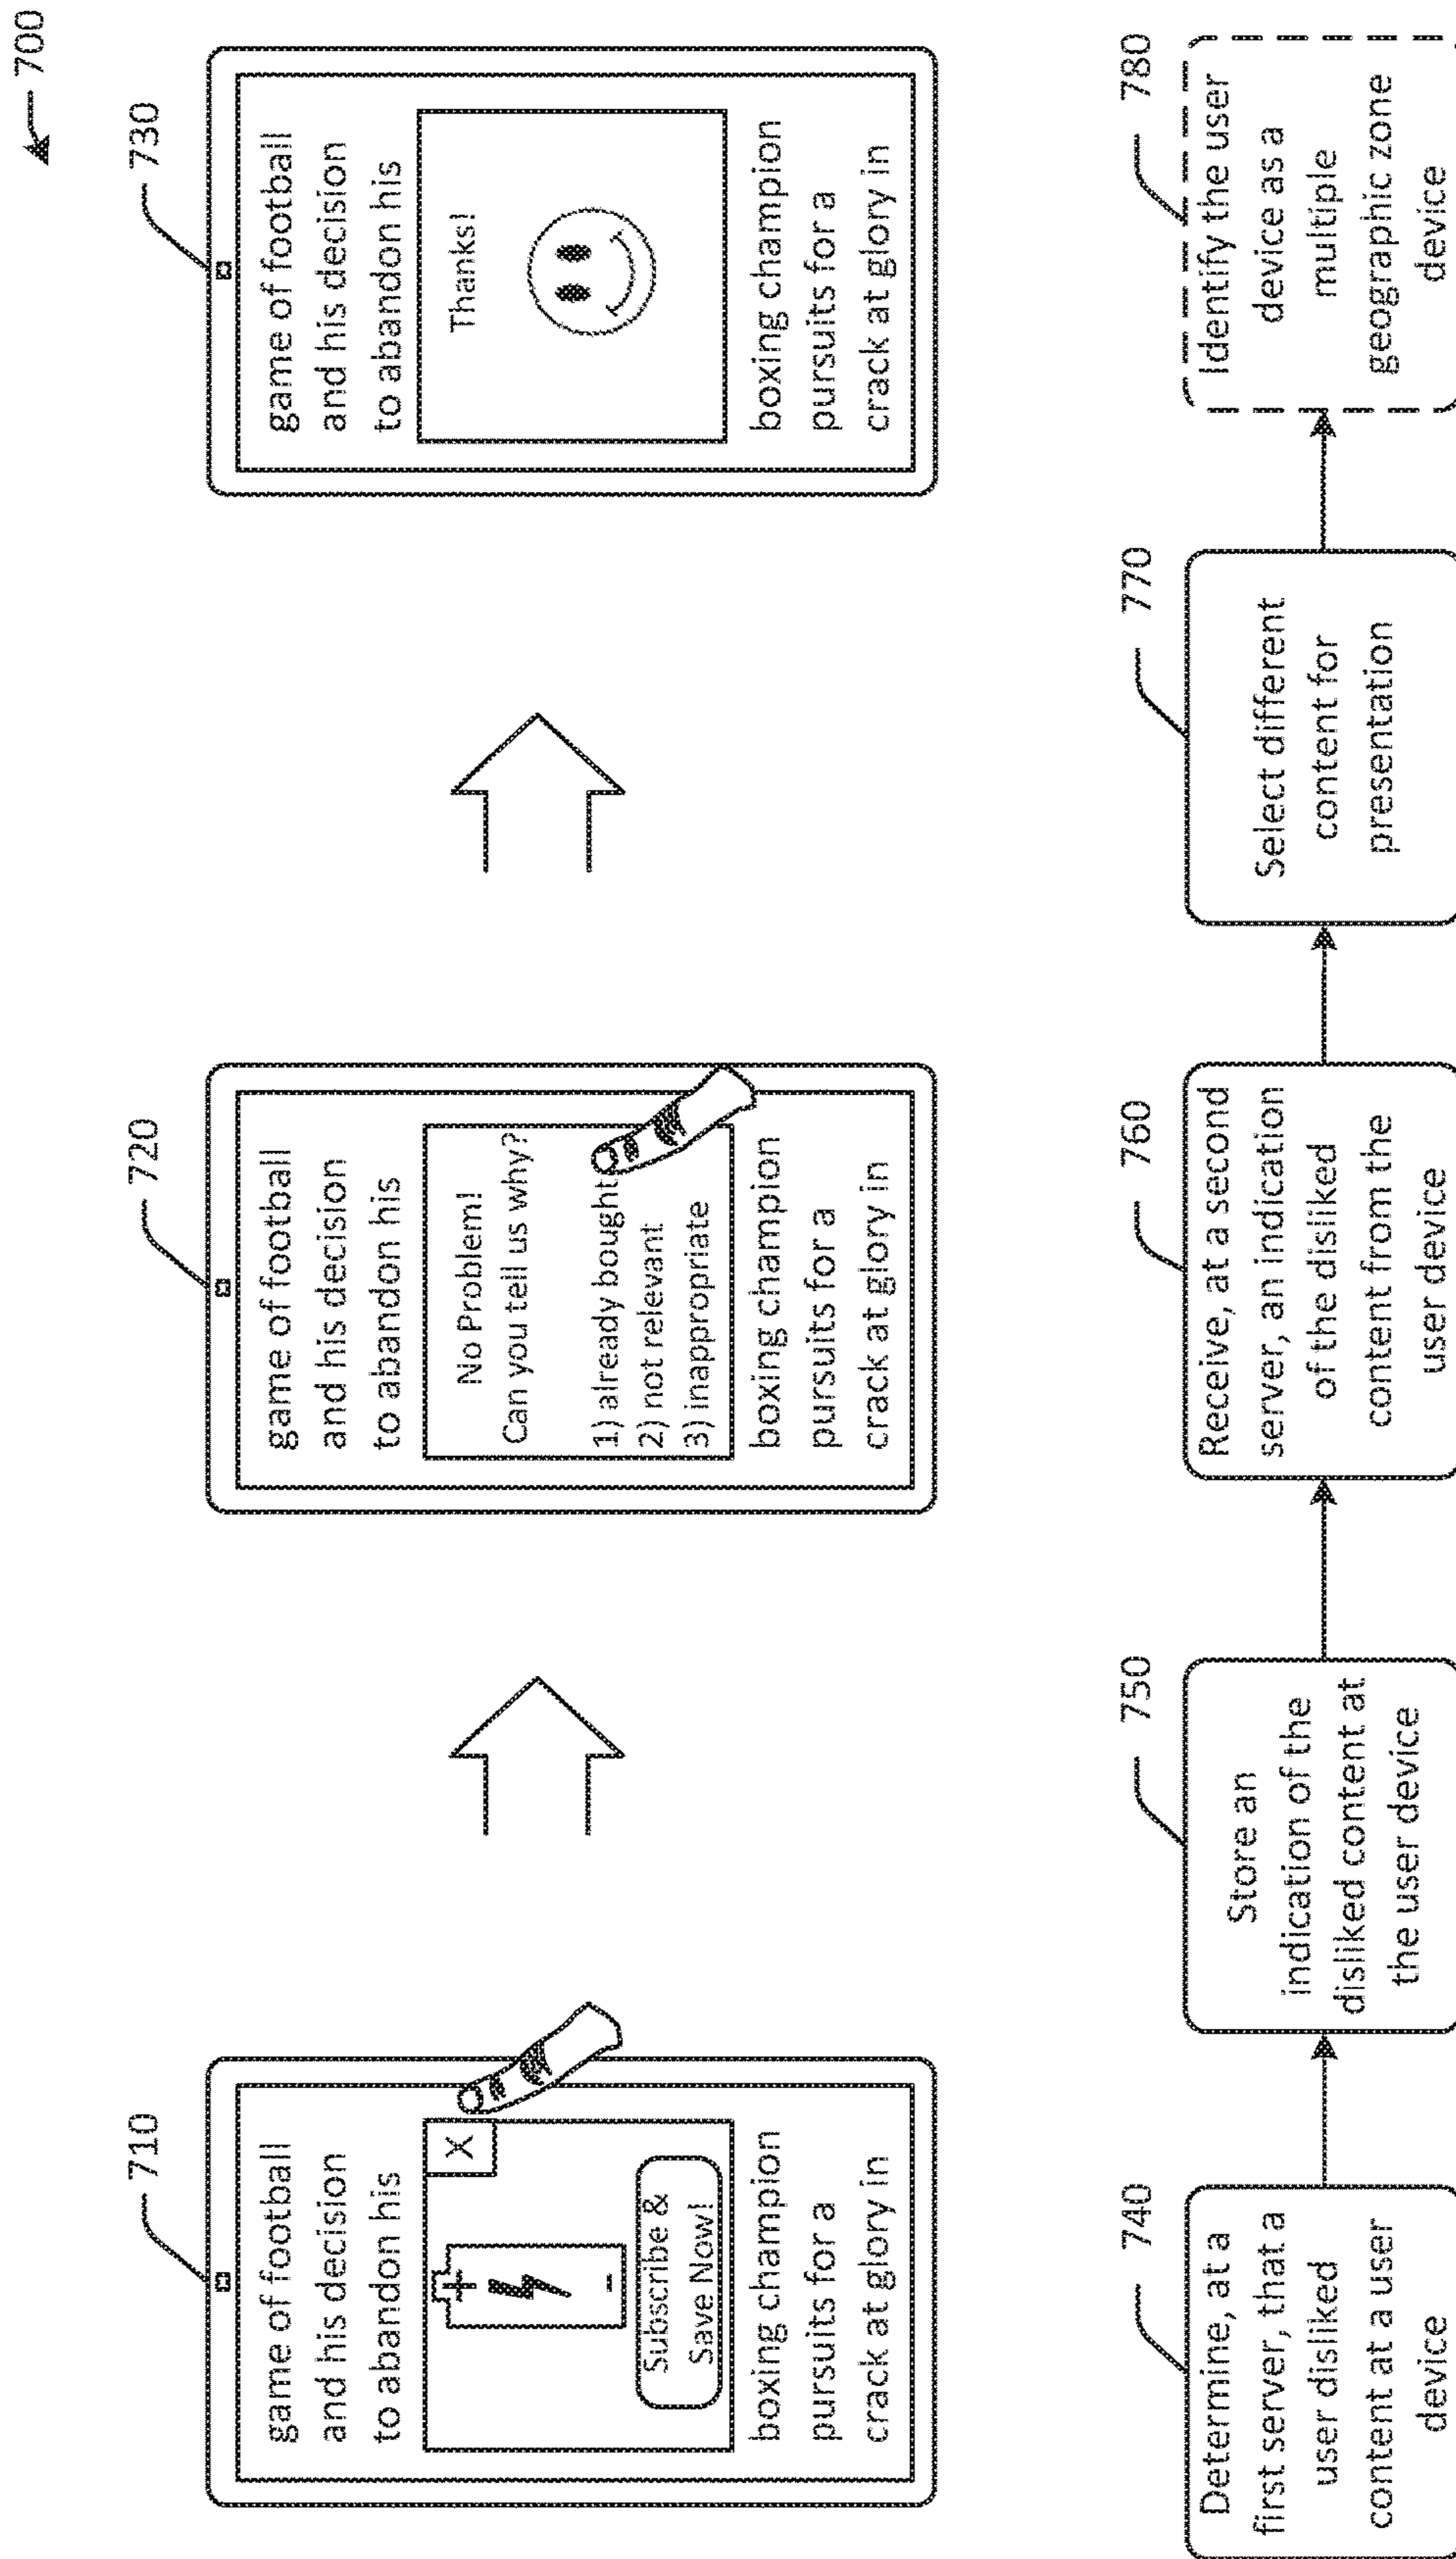 700
710
game of football
and his decision
to abandon his
X
+
-
Subscribe &
Save Now!
boxing champion
pursuits for a
crack at glory in
720
game of football
and his decision
to abandon his
No Problem!
Can you tell us why?
1) already bought
2) not relevant
3) inappropriate
boxing champion
pursuits for a
crack at glory in
730
game of football
and his decision
to abandon his
Thanks!
boxing champion
pursuits for a
crack at glory in
740
Determine, at a
first server, that a
user disliked
content at a user
device
750
Store an
indication of the
disliked content at
the user device
760
Receive, at a second
server, an indication
of the disliked
content from the
user device
770
Select different
content for
presentation
780
Identify the user
device as a
multiple
geographic zone
device